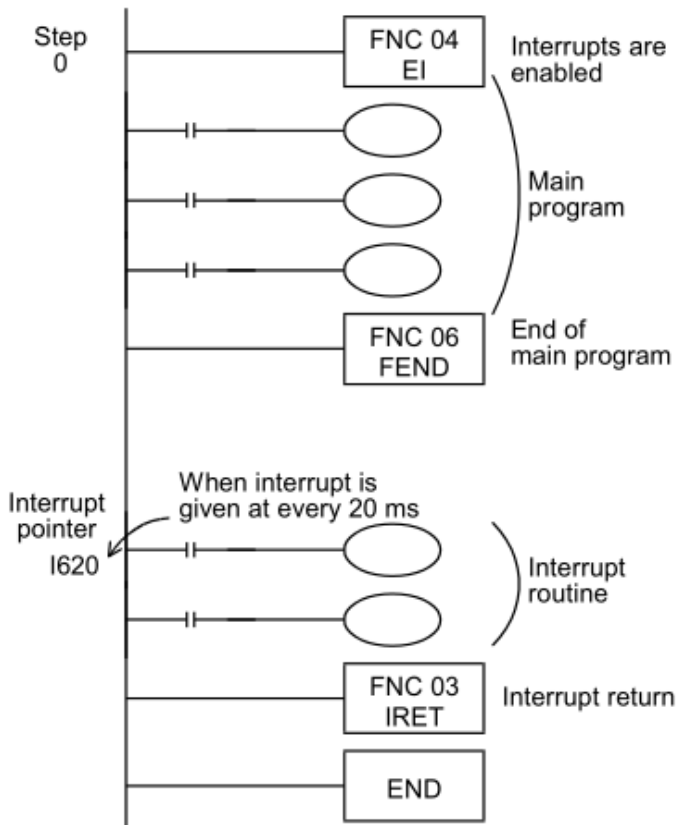 Step
0
FNC 04
EI
Interrupts are
enabled
Main
program
FNC 06
FEND
End of
main program
When interrupt is
given at every 20 ms
Interrupt
pointer
I620
Interrupt
routine
FNC 03
IRET
Interrupt return
END